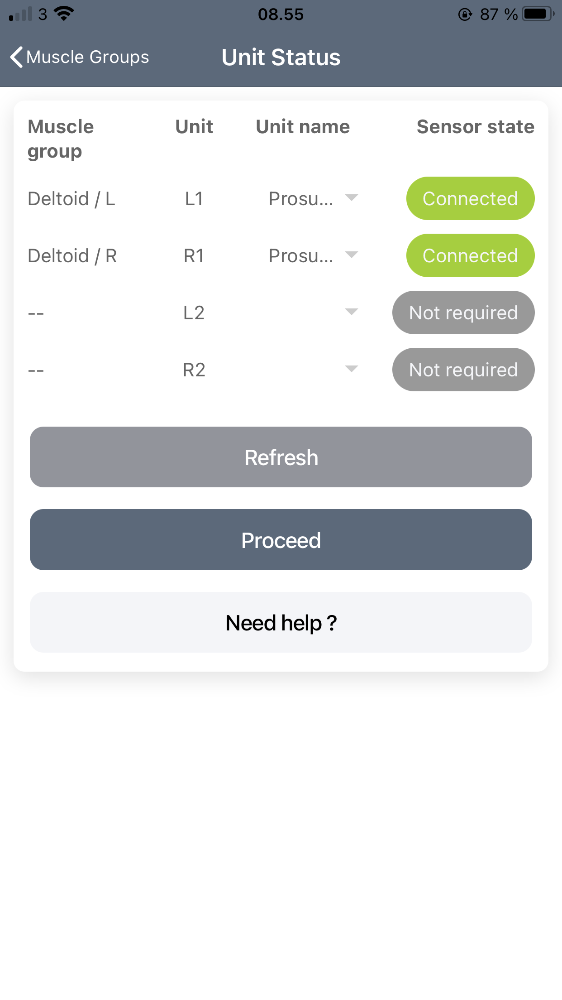 3 08.55 87 %
Muscle Groups Unit Status
Muscle group Unit Unit name Sensor state
Deltoid / L L1 Prosu... Connected
Deltoid / R R1 Prosu... Connected
-- L2 Not required
-- R2 Not required
Refresh
Proceed
Need help ?